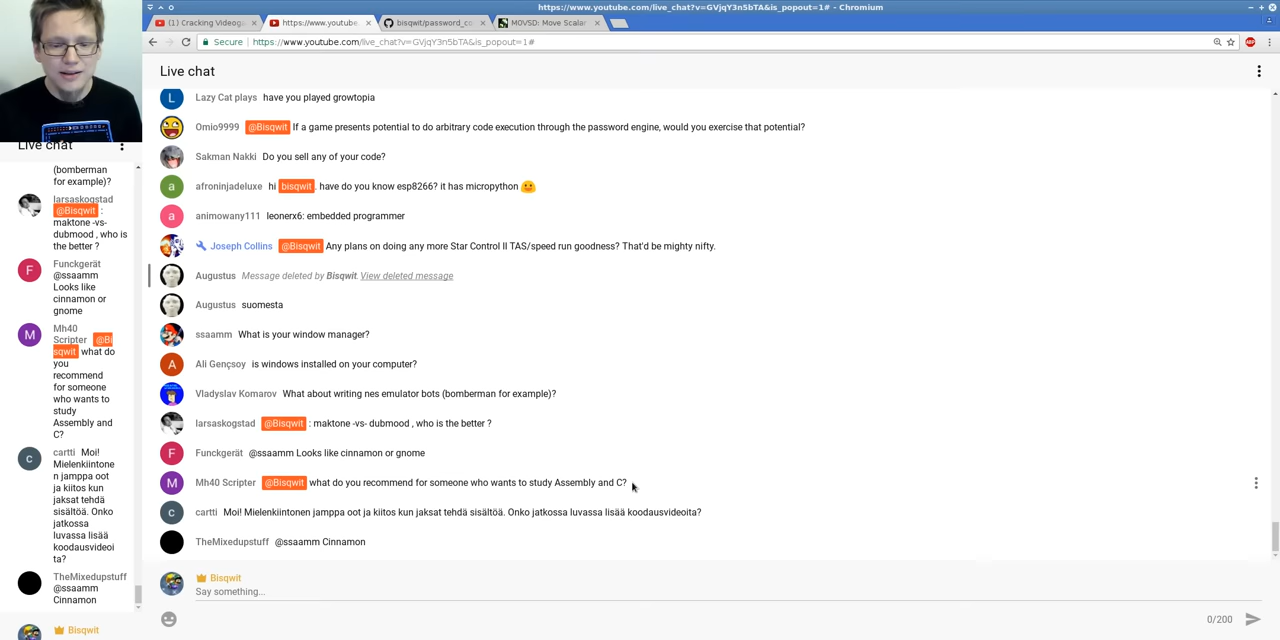 https://www.youtube.com/live_chat?v=GVjqY3n5bTA&is_popout=1# - Chromium
(1) Cracking Videoga
https://www.youtube.
bisqwit/password_co
MOVSD: Move Scalar
Secure https://www.youtube.com/live_chat?v=GVjqY3n5bTA&is_popout=1#
ABP
Live chat
L Lazy Cat plays have you played growtopia
Omio9999 @Bisqwit If a game presents potential to do arbitrary code execution through the password engine, would you exercise that potential?
Sakman Nakki Do you sell any of your code?
a afroninjadeluxe hi bisqwit. have do you know esp8266? it has micropython
a animowany111 leonerx6: embedded programmer
Joseph Collins @Bisqwit Any plans on doing any more Star Control II TAS/speed run goodness? That'd be mighty nifty.
Augustus Message deleted by Bisqwit. View deleted message
Augustus suomesta
ssaamm What is your window manager?
A Ali Gençsoy is windows installed on your computer?
Vladyslav Komarov What about writing nes emulator bots (bomberman for example)?
larsaskogstad @Bisqwit : maktone -vs- dubmood , who is the better ?
F Funckgerät @ssaamm Looks like cinnamon or gnome
M Mh40 Scripter @Bisqwit what do you recommend for someone who wants to study Assembly and C?
c cartti Moi! Mielenkiintonen jamppa oot ja kiitos kun jaksat tehdä sisältöä. Onko jatkossa luvassa lisää koodausvideoita?
TheMixedupstuff @ssaamm Cinnamon
Bisqwit
Say something...
0/200
Live chat
(bomberman
for example)?
larsaskogstad
@Bisqwit :
maktone -vs-
dubmood , who is
the better ?
F Funckgerät
@ssaamm
Looks like
cinnamon or
gnome
M Mh40
Scripter @Bi
sqwit what do
you
recommend
for someone
who wants to
study
Assembly and
C?
c cartti Moi!
Mielenkiintone
n jamppa oot
ja kiitos kun
jaksat tehdä
sisältöä. Onko
jatkossa
luvassa lisää
koodausvideoi
ta?
TheMixedupstuff
@ssaamm
Cinnamon
Bisqwit